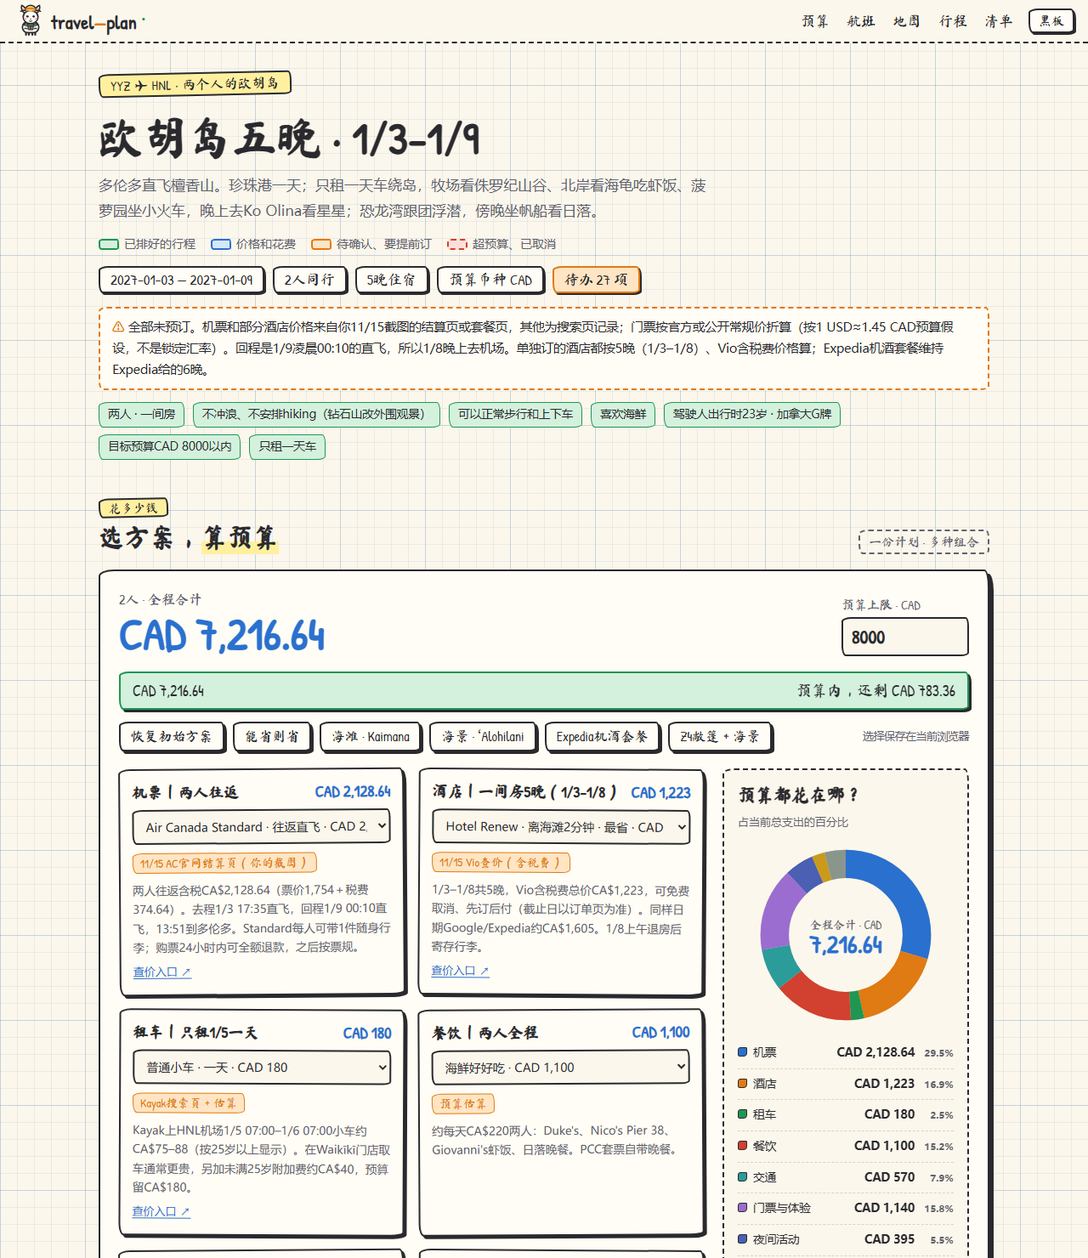 travel-plan
预算 航班 地图 行程 清单 黑板
YYZ ✈ HNL · 两个人的欧胡岛
欧胡岛五晚 · 1/3–1/9
多伦多直飞檀香山。珍珠港一天；只租一天车绕岛，牧场看侏罗纪山谷、北岸看海龟吃虾饭、菠
萝园坐小火车，晚上去Ko Olina看星星；恐龙湾跟团浮潜，傍晚坐帆船看日落。
已排好的行程 价格和花费 待确认、要提前订 超预算、已取消
2027-01-03 — 2027-01-09 2人同行 5晚住宿 预算币种 CAD 待办 27 项
⚠ 全部未预订。机票和部分酒店价格来自你11/15截图的结算页或套餐页，其他为搜索页记录；门票按官方或公开常规价折算（按1 USD≈1.45 CAD预算假
设，不是锁定汇率）。回程是1/9凌晨00:10的直飞，所以1/8晚上去机场。单独订的酒店都按5晚（1/3–1/8）、Vio含税费价格算；Expedia机酒套餐维持
Expedia给的6晚。
两人 · 一间房 不冲浪、不安排hiking（钻石山改外围观景） 可以正常步行和上下车 喜欢海鲜 驾驶人出行时23岁 · 加拿大G牌
目标预算CAD 8000以内 只租一天车
花多少钱
选方案，算预算
一份计划 · 多种组合
2人 · 全程合计
CAD 7,216.64
预算上限 · CAD
8000
CAD 7,216.64 预算内，还剩 CAD 783.36
恢复初始方案 能省则省 海滩 · Kaimana 海景 · ‘Alohilani Expedia机酒套餐 Z4敞篷 + 海景 选择保存在当前浏览器
机票丨两人往返 CAD 2,128.64
Air Canada Standard · 往返直飞 · CAD 2,
11/15 AC官网结算页（你的截图）
两人往返含税CA$2,128.64（票价1,754＋税费
374.64）。去程1/3 17:35直飞，回程1/9 00:10直
飞，13:51到多伦多。Standard每人可带1件随身行
李；购票24小时内可全额退款，之后按票规。
查价入口 ↗
酒店丨一间房5晚（1/3–1/8） CAD 1,223
Hotel Renew · 离海滩2分钟 · 最省 · CAD
11/15 Vio查价（含税费）
1/3–1/8共5晚，Vio含税费总价CA$1,223，可免费
取消、先订后付（截止日以订单页为准）。同样日
期Google/Expedia约CA$1,605。1/8上午退房后
寄存行李。
查价入口 ↗
租车丨只租1/5一天 CAD 180
普通小车 · 一天 · CAD 180
Kayak搜索页 + 估算
Kayak上HNL机场1/5 07:00–1/6 07:00小车约
CA$75–88（按25岁以上显示）。在Waikiki门店取
车通常更贵，另加未满25岁附加费约CA$40，预算
留CA$180。
查价入口 ↗
餐饮丨两人全程 CAD 1,100
海鲜好好吃 · CAD 1,100
预算估算
约每天CA$220两人：Duke's、Nico's Pier 38、
Giovanni's虾饭、日落晚餐。PCC套票自带晚餐。
预算都花在哪？
占当前总支出的百分比
全程合计 · CAD
7,216.64
机票 CAD 2,128.64 29.5%
酒店 CAD 1,223 16.9%
租车 CAD 180 2.5%
餐饮 CAD 1,100 15.2%
交通 CAD 570 7.9%
门票与体验 CAD 1,140 15.8%
夜间活动 CAD 395 5.5%